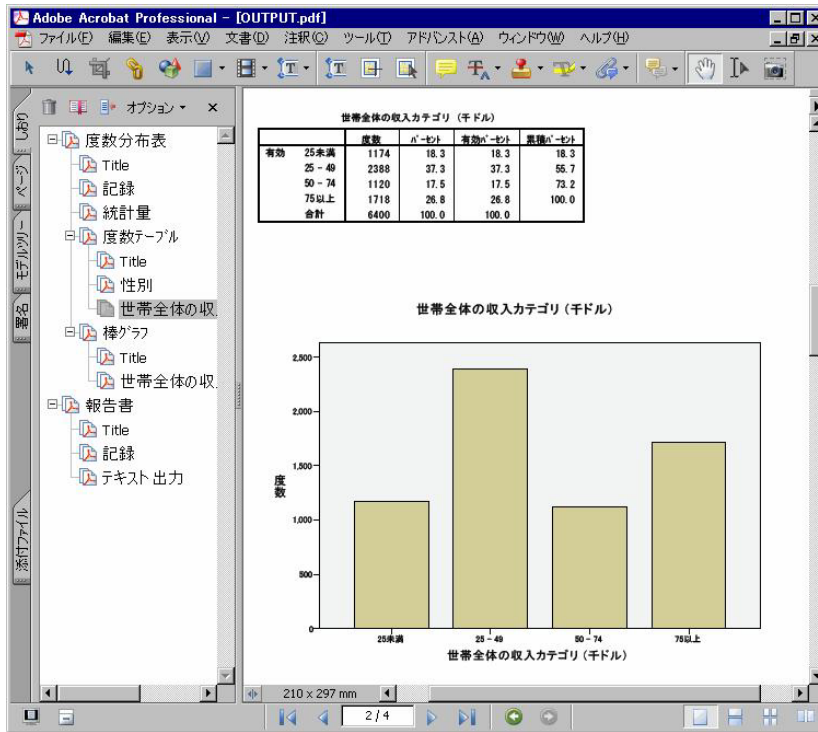 Adobe Acrobat Professional - [OUTPUT.pdf]
ファイル(F) 編集(E) 表示(V) 文書(D) 注釈(C) ツール(T) アドバンスト(A) ウィンドウ(W) ヘルプ(H)
オプション
しおり
ページ
モデルツリー
署名
添付ファイル
度数分布表
Title
記録
統計量
度数テーブル
Title
性別
世帯全体の収
棒グラフ
Title
世帯全体の収
報告書
Title
記録
テキスト出力
世帯全体の収入カテゴリ (千ドル)
度数 パーセント 有効パーセント 累積パーセント
有効 25未満 1174 18.3 18.3 18.3
25 - 49 2388 37.3 37.3 55.7
50 - 74 1120 17.5 17.5 73.2
75以上 1718 26.8 26.8 100.0
合計 6400 100.0 100.0
世帯全体の収入カテゴリ (千ドル)
2,500
2,000
1,500
1,000
500
0
度数
25未満 25 - 49 50 - 74 75以上
世帯全体の収入カテゴリ (千ドル)
210 x 297 mm
2 / 4